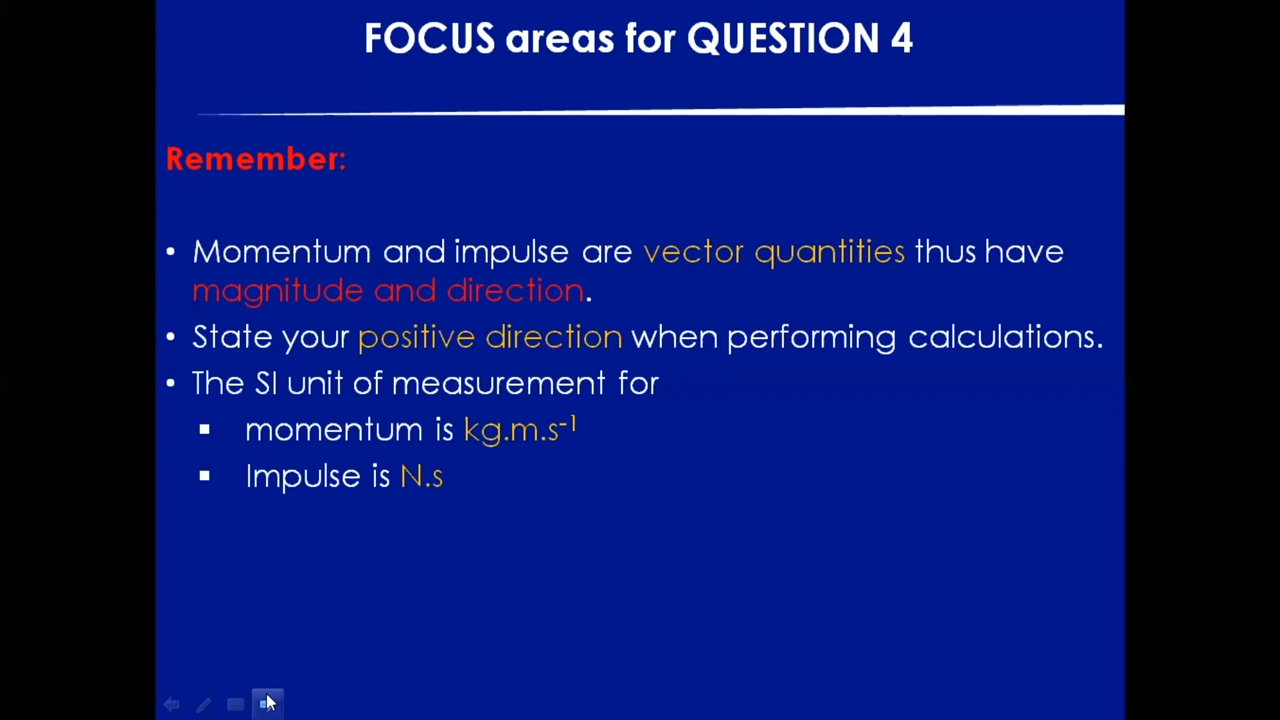 FOCUS areas for QUESTION 4
Remember:
• Momentum and impulse are vector quantities thus have
magnitude and direction.
• State your positive direction when performing calculations.
• The SI unit of measurement for
▪ momentum is kg.m.s⁻¹
▪ Impulse is N.s